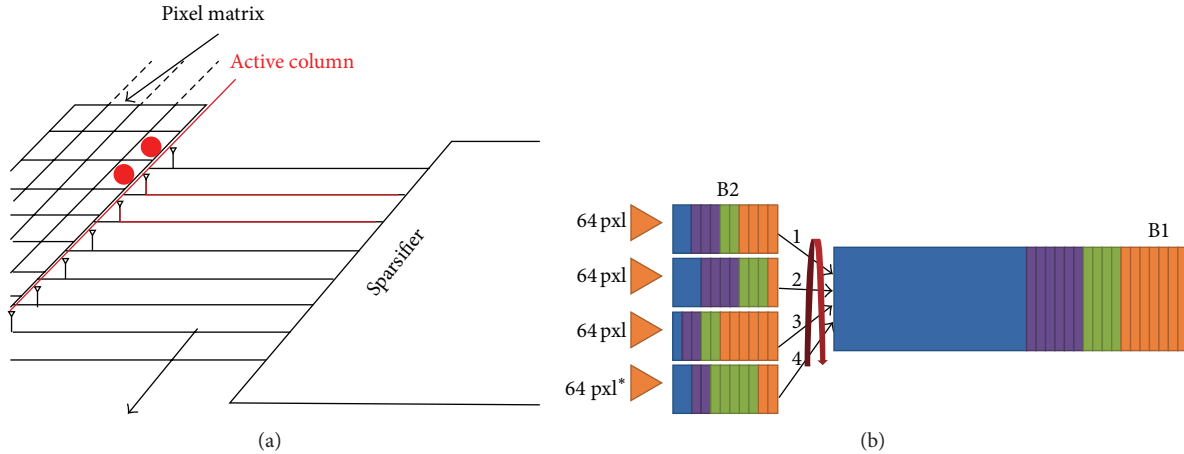 Pixel matrix
Active column
Sparsifier
(a)
B2
B1
64 pxl
64 pxl
64 pxl
64 pxl*
1
2
3
4
(b)